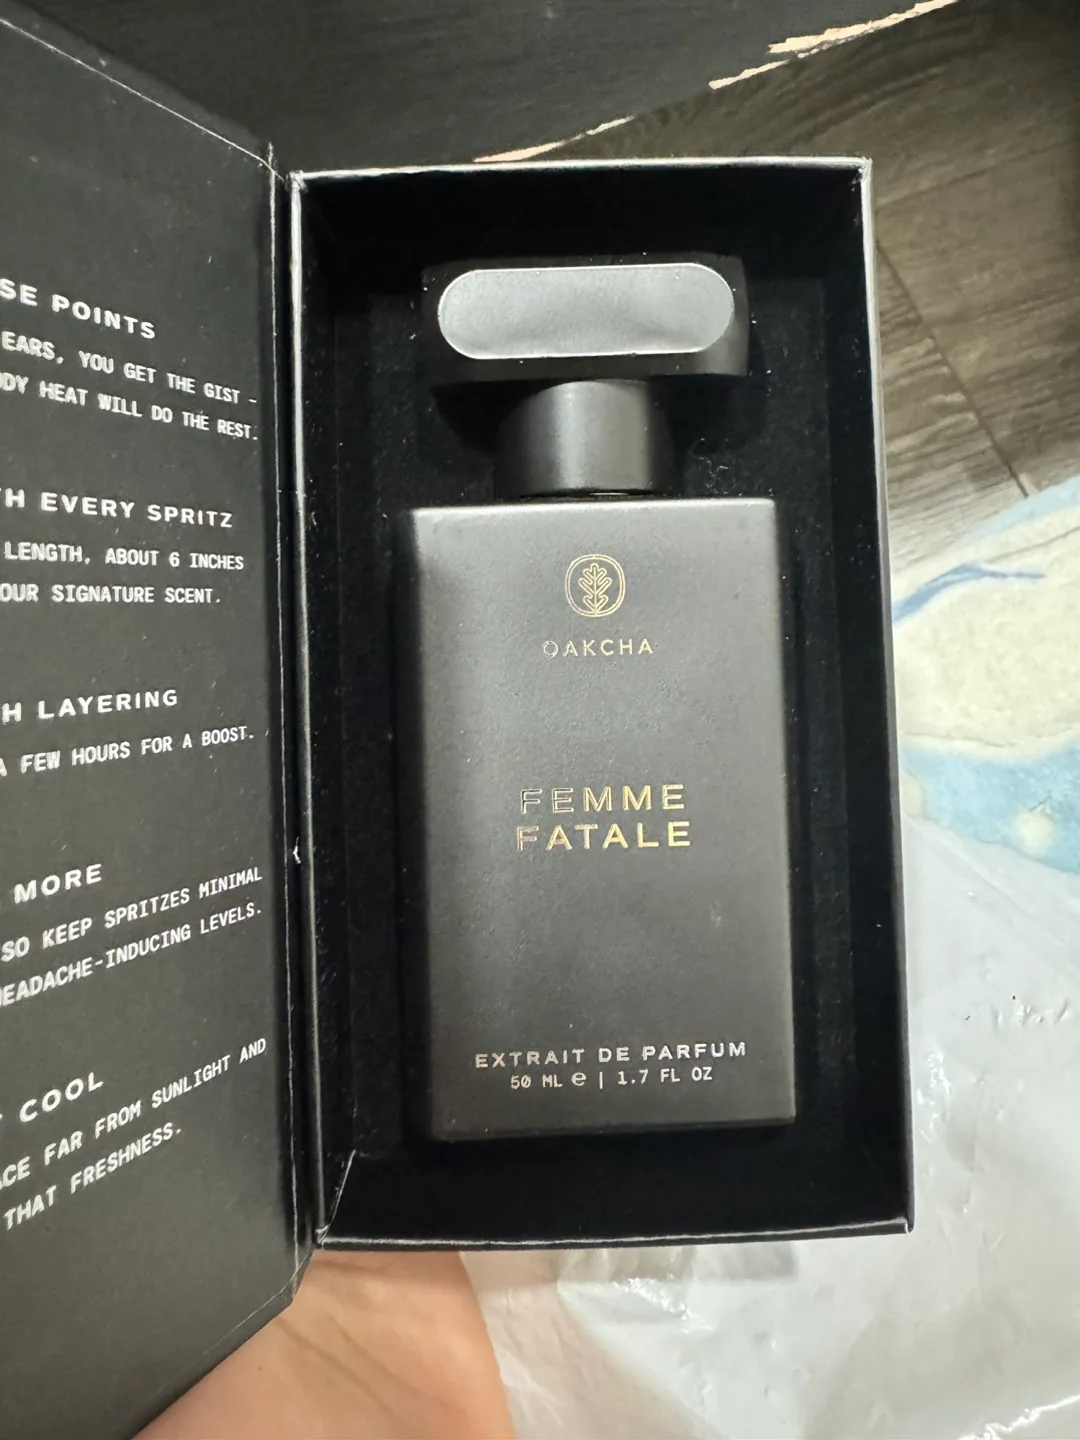 SE POINTS
EARS, YOU GET THE GIST –
DY HEAT WILL DO THE REST.
TH EVERY SPRITZ
LENGTH, ABOUT 6 INCHES
OUR SIGNATURE SCENT.
H LAYERING
A FEW HOURS FOR A BOOST.
MORE
SO KEEP SPRITZES MINIMAL
HEADACHE-INDUCING LEVELS.
COOL
CE FAR FROM SUNLIGHT AND
THAT FRESHNESS.
OAKCHA
FEMME
FATALE
EXTRAIT DE PARFUM
50 ML e | 1.7 FL OZ